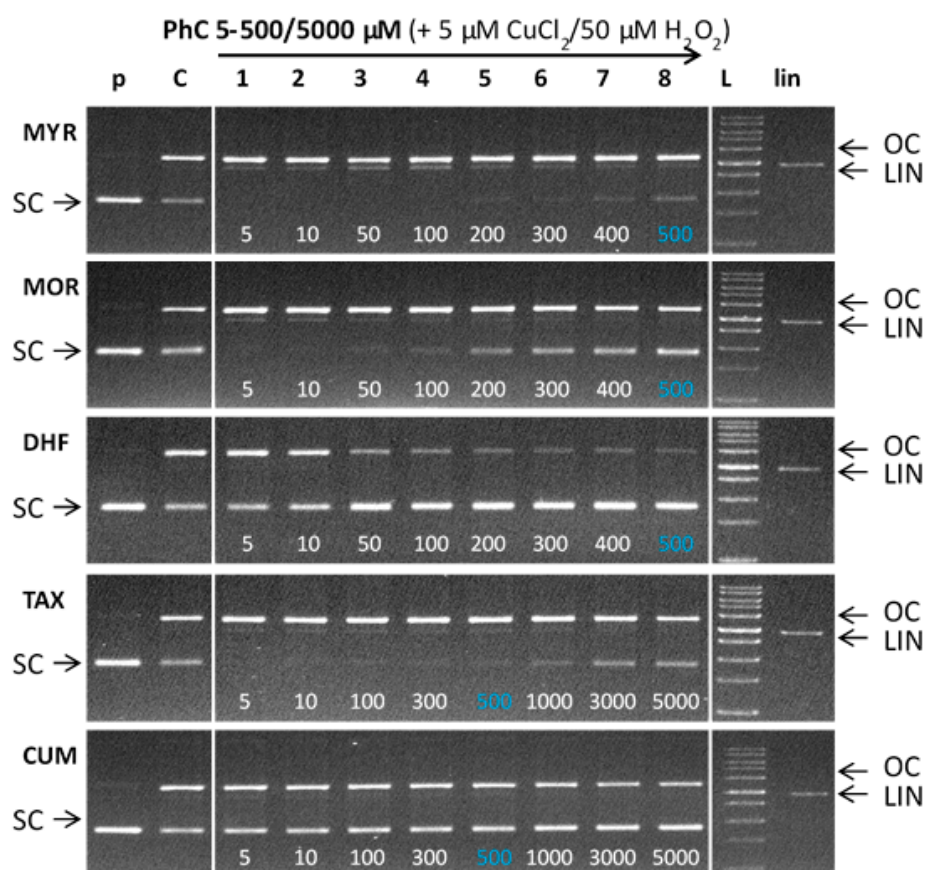 PhC 5-500/5000 µM (+ 5 µM CuCl₂/50 µM H₂O₂)
p C 1 2 3 4 5 6 7 8 L lin
MYR
← OC
← LIN
SC →
5 10 50 100 200 300 400 500
MOR
← OC
← LIN
SC →
5 10 50 100 200 300 400 500
DHF
← OC
← LIN
SC →
5 10 50 100 200 300 400 500
TAX
← OC
← LIN
SC →
5 10 100 300 500 1000 3000 5000
CUM
← OC
← LIN
SC →
5 10 100 300 500 1000 3000 5000